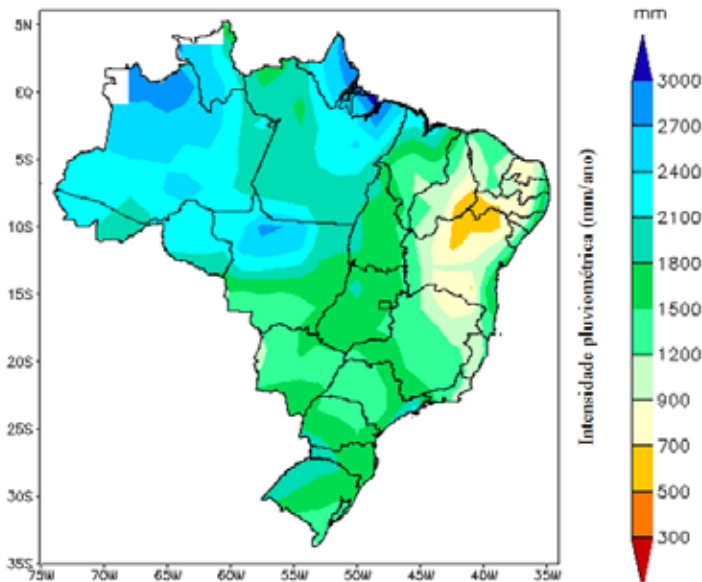 mm
5N
EQ
5S
10S
15S
20S
25S
30S
35S
75W 70W 65W 60W 55W 50W 45W 40W 35W
Intensidade pluviométrica (mm/ano)
3000
2700
2400
2100
1800
1500
1200
900
700
500
300